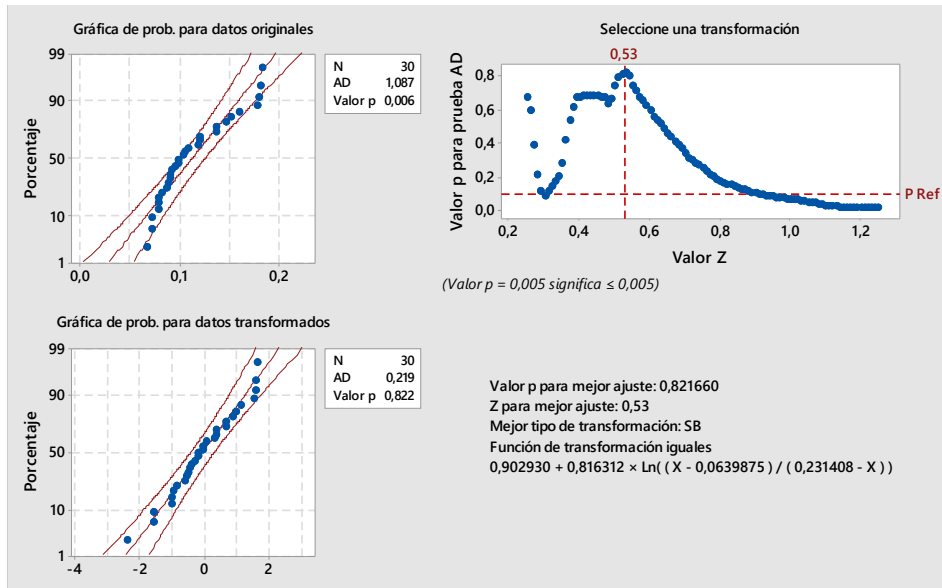 Gráfica de prob. para datos originales
Porcentaje
99
90
50
10
1
0,0
0,1
0,2
N 30
AD 1,087
Valor p 0,006
Seleccione una transformación
0,53
Valor p para prueba AD
0,8
0,6
0,4
0,2
0,0
P Ref
0,2
0,4
0,6
0,8
1,0
1,2
Valor Z
(Valor p = 0,005 significa ≤ 0,005)
Gráfica de prob. para datos transformados
Porcentaje
99
90
50
10
1
-4
-2
0
2
N 30
AD 0,219
Valor p 0,822
Valor p para mejor ajuste: 0,821660
Z para mejor ajuste: 0,53
Mejor tipo de transformación: SB
Función de transformación iguales
0,902930 + 0,816312 × Ln( ( X - 0,0639875 ) / ( 0,231408 - X ) )